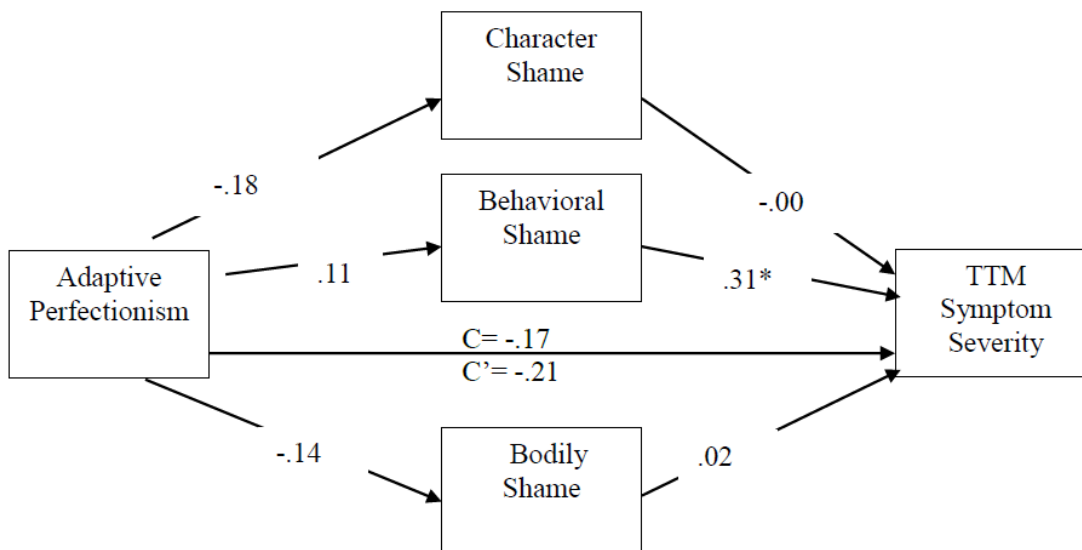 Character
Shame
-.18
-.00
Behavioral
Shame
Adaptive
Perfectionism
.11
.31*
TTM
Symptom
Severity
C= -.17
C’= -.21
-.14
Bodily
Shame
.02